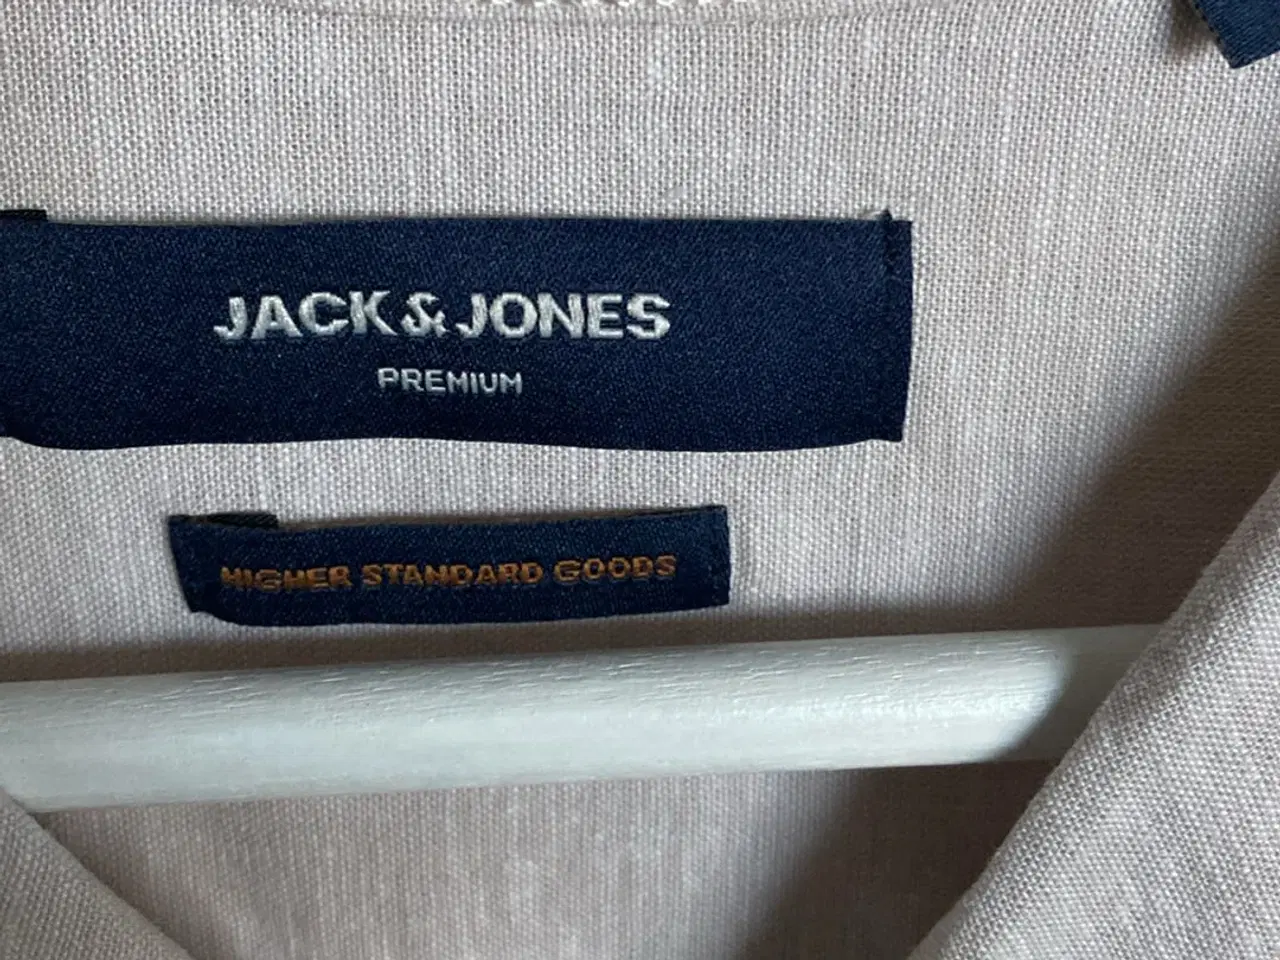 JACK & JONES
PREMIUM
HIGHER STANDARD GOODS